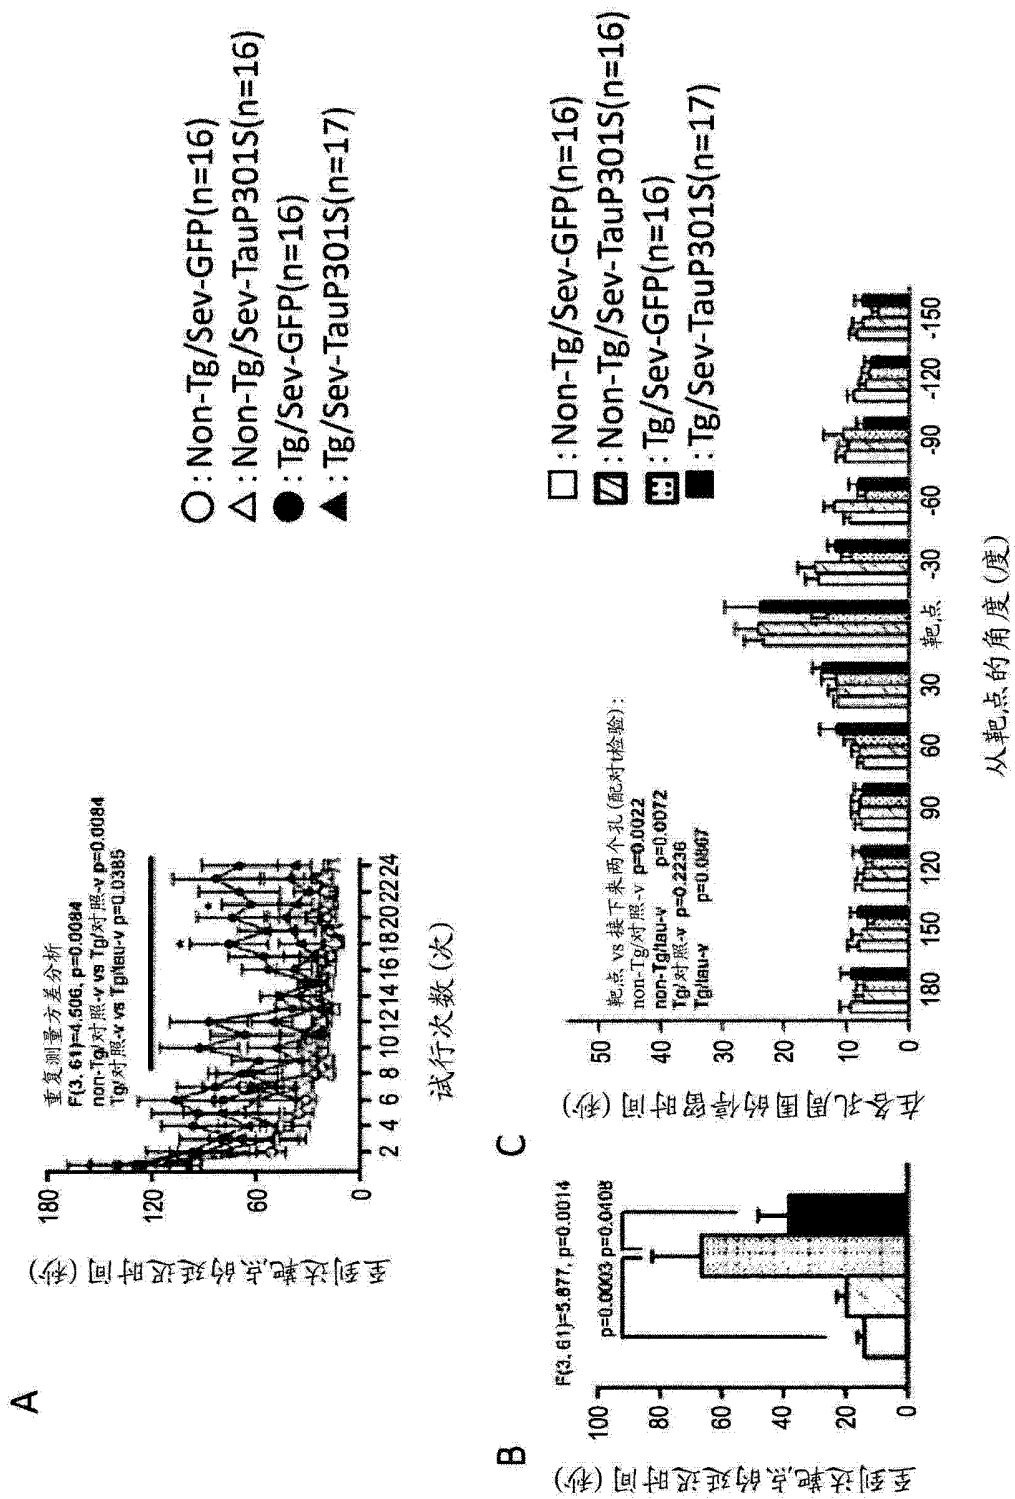 A
至到达靶点的延迟时间(秒)
180
120
60
0
重复测量方差分析
F(3, 61)=4.506, p=0.0084
non-Tg/对照-v vs Tg/对照-v p=0.0084
Tg/对照-v vs Tg/tau-v p=0.0385
*
*
2 4 6 8 10 12 14 16 18 20 22 24
试行次数(次)
○: Non-Tg/Sev-GFP(n=16)
△: Non-Tg/Sev-TauP301S(n=16)
●: Tg/Sev-GFP(n=16)
▲: Tg/Sev-TauP301S(n=17)
B
至到达靶点的延迟时间(秒)
100
80
60
40
20
0
F(3, 61)=5.877, p=0.0014
p=0.0003 p=0.0408
C
在各孔周围的停留时间(秒)
50
40
30
20
10
0
靶点 vs 接下来两个孔(配对t检验):
non-Tg/对照-v p=0.0022
non-Tg/tau-v p=0.0072
Tg/对照-v p=0.2236
Tg/tau-v p=0.0867
180 150 120 90 60 30 靶点 -30 -60 -90 -120 -150
从靶点的角度(度)
: Non-Tg/Sev-GFP(n=16)
: Non-Tg/Sev-TauP301S(n=16)
: Tg/Sev-GFP(n=16)
: Tg/Sev-TauP301S(n=17)